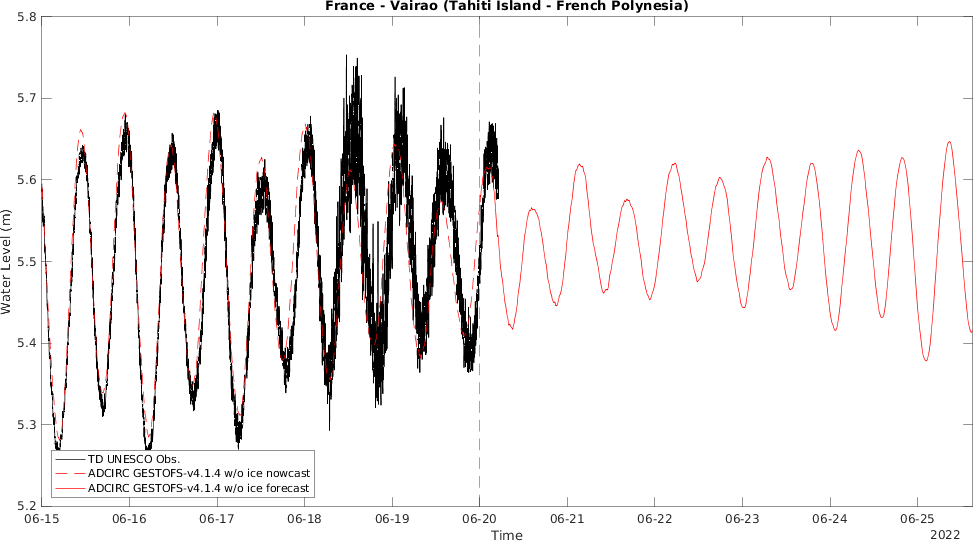 France - Vairao (Tahiti Island - French Polynesia)
5.8
5.7
5.6
5.5
5.4
5.3
5.2
Water Level (m)
TD UNESCO Obs.
ADCIRC GESTOFS-v4.1.4 w/o ice nowcast
ADCIRC GESTOFS-v4.1.4 w/o ice forecast
06-15 06-16 06-17 06-18 06-19 06-20 06-21 06-22 06-23 06-24 06-25
Time
2022